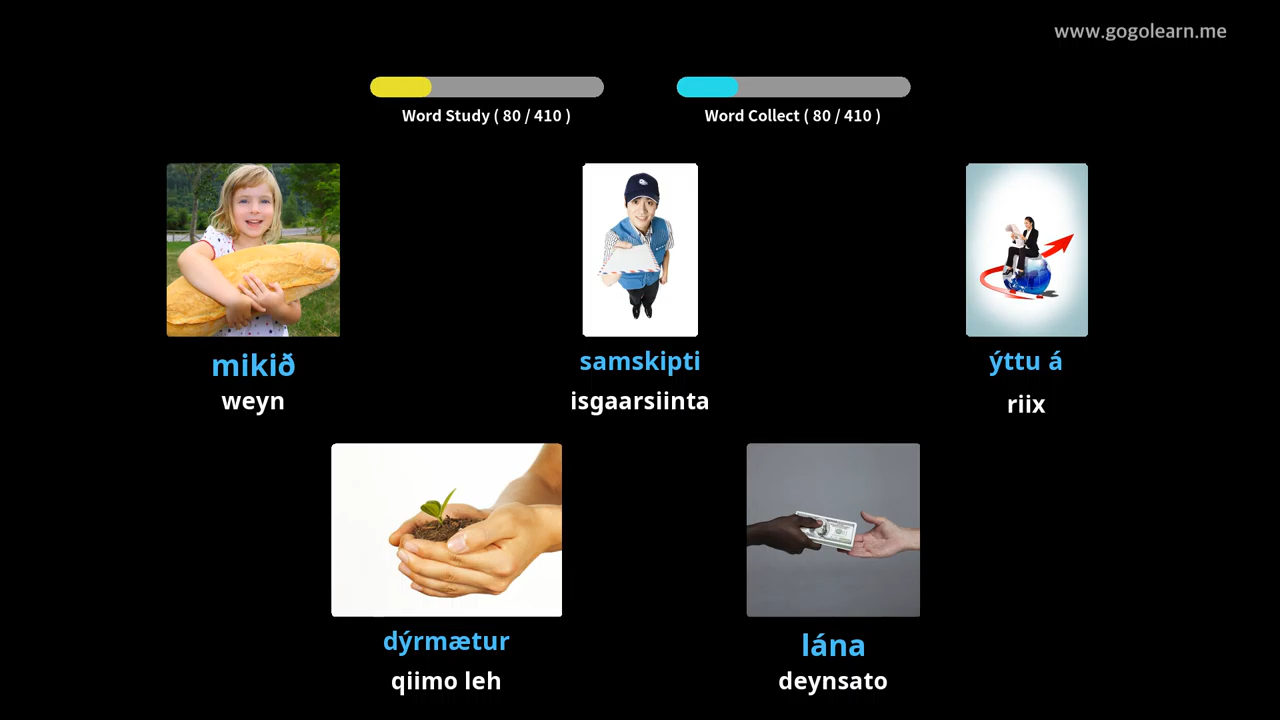 www.gogolearn.me
Word Study ( 80 / 410 )
Word Collect ( 80 / 410 )
mikið
weyn
samskipti
isgaarsiinta
ýttu á
riix
dýrmætur
qiimo leh
lána
deynsato